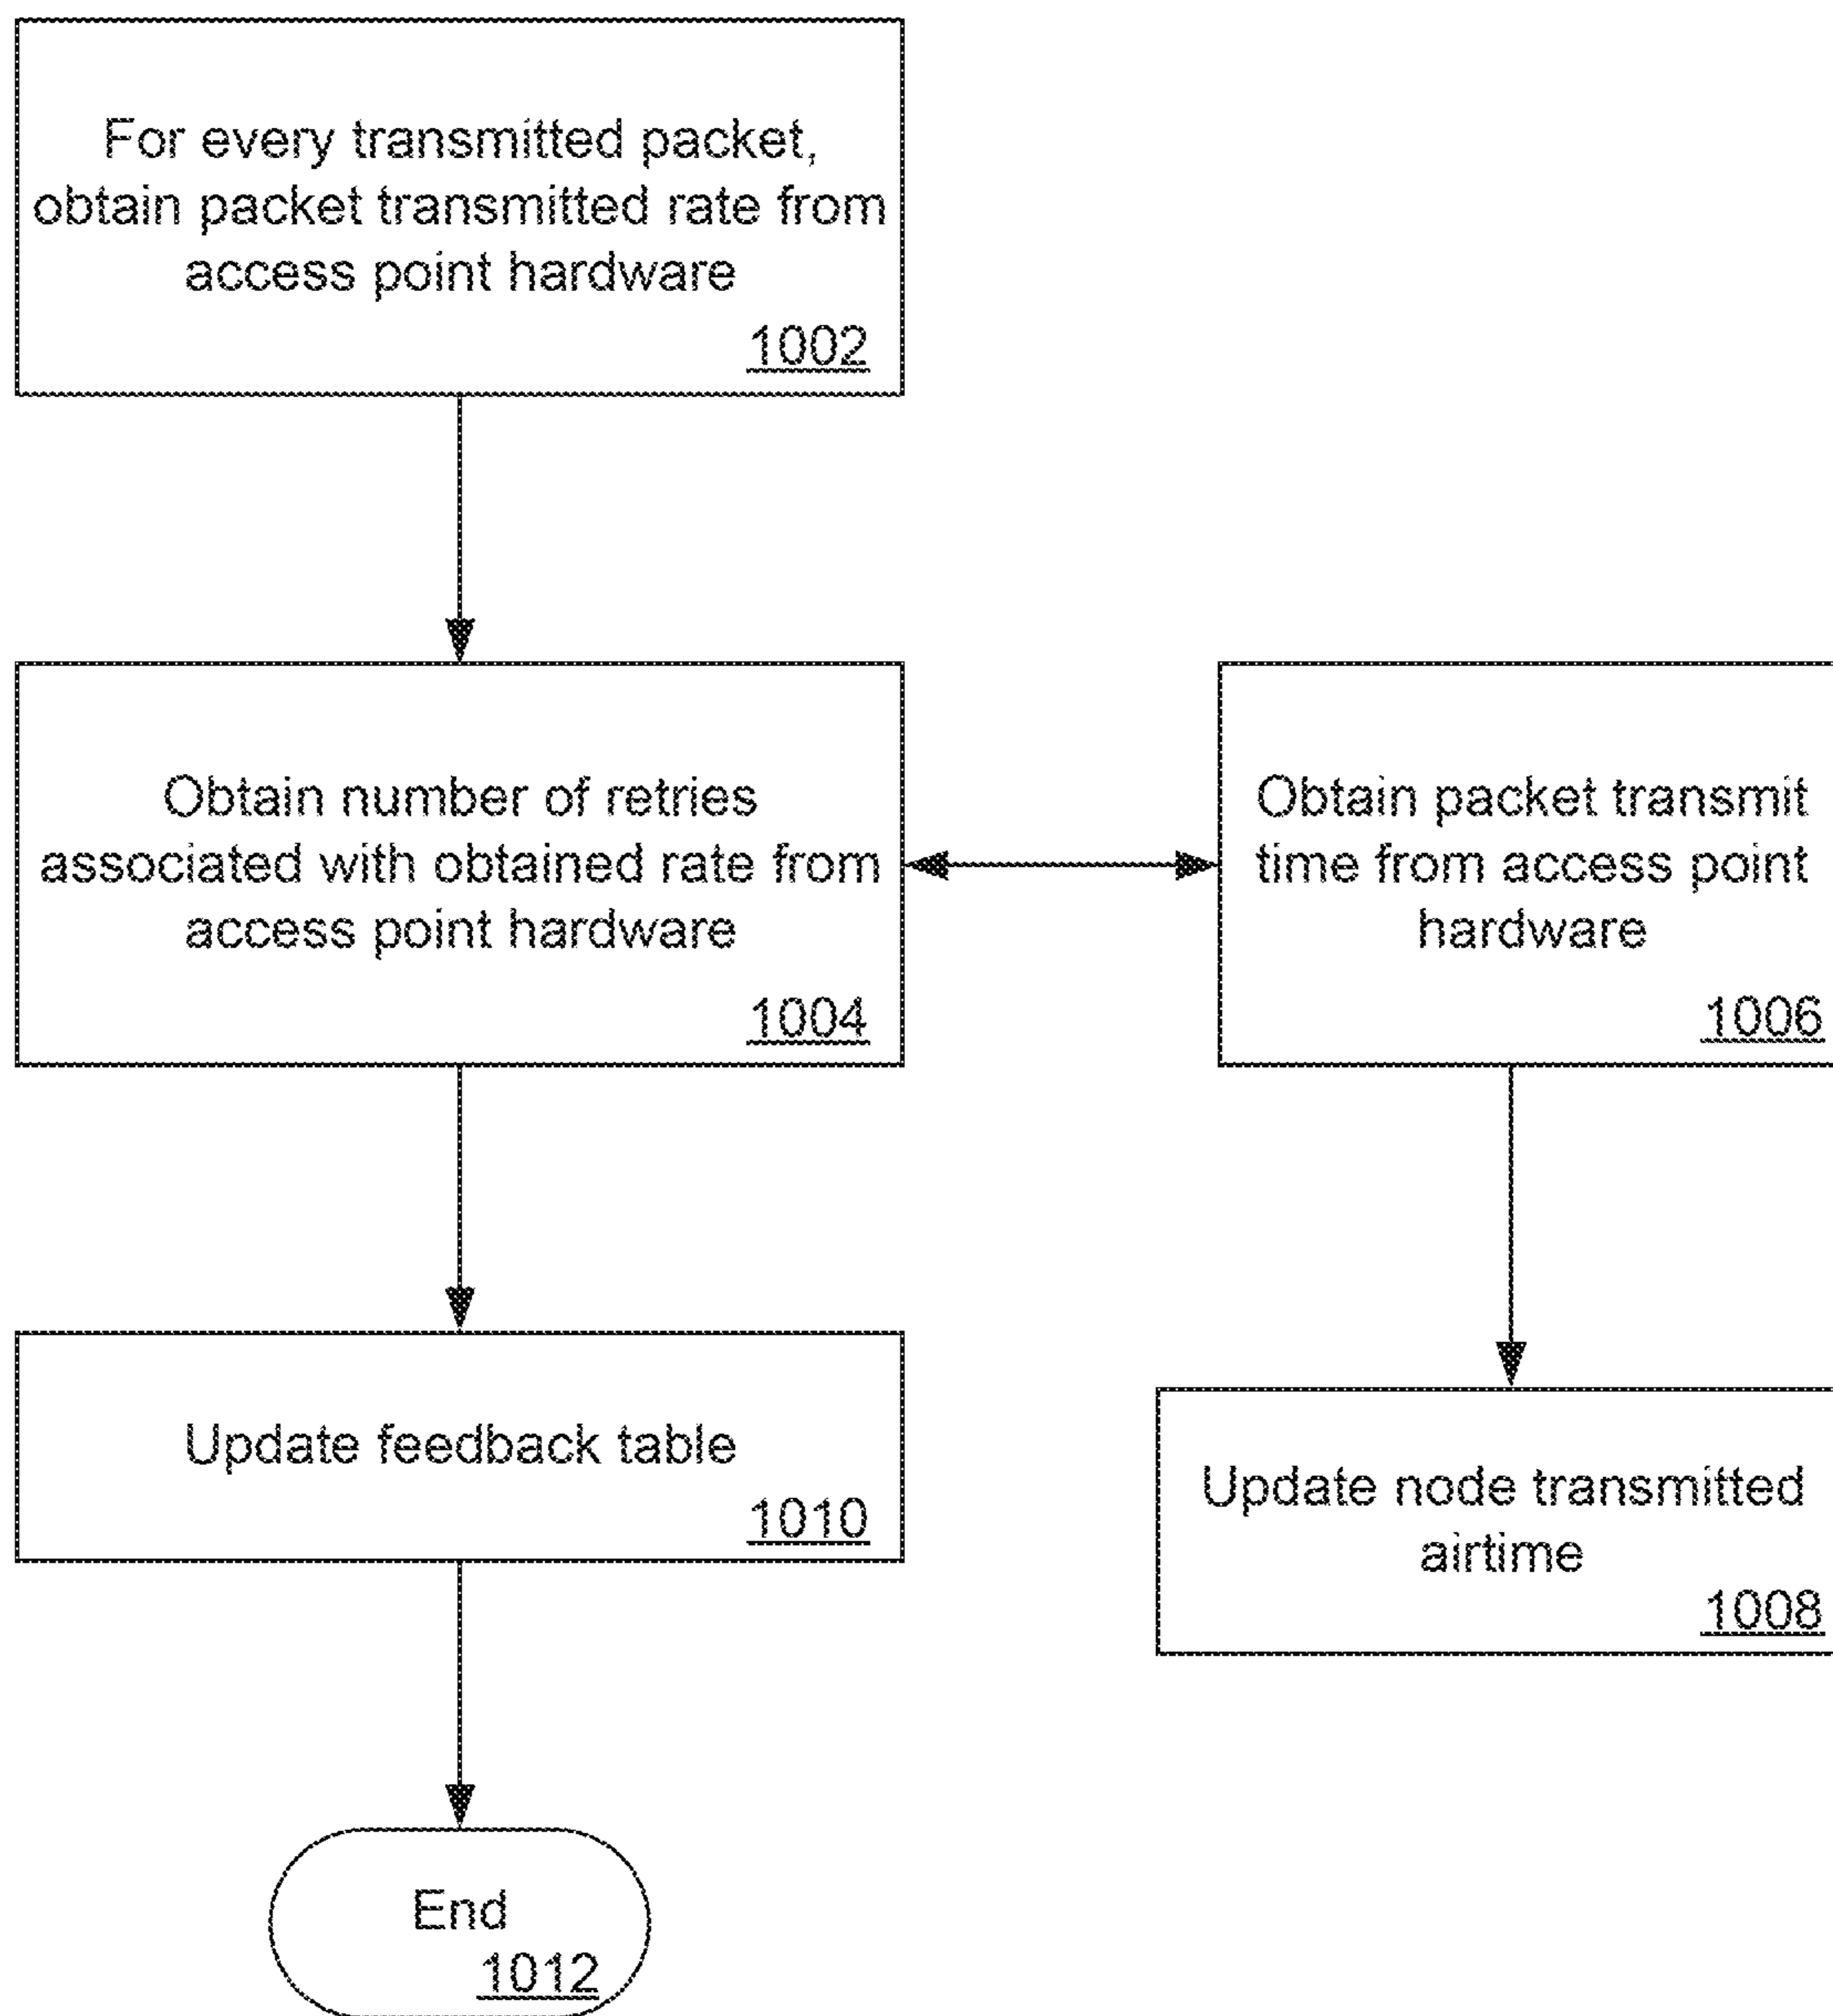 For every transmitted packet,
obtain packet transmitted rate from
access point hardware
1002
Obtain number of retries
associated with obtained rate from
access point hardware
1004
Obtain packet transmit
time from access point
hardware
1006
Update feedback table
1010
Update node transmitted
airtime
1008
End
1012